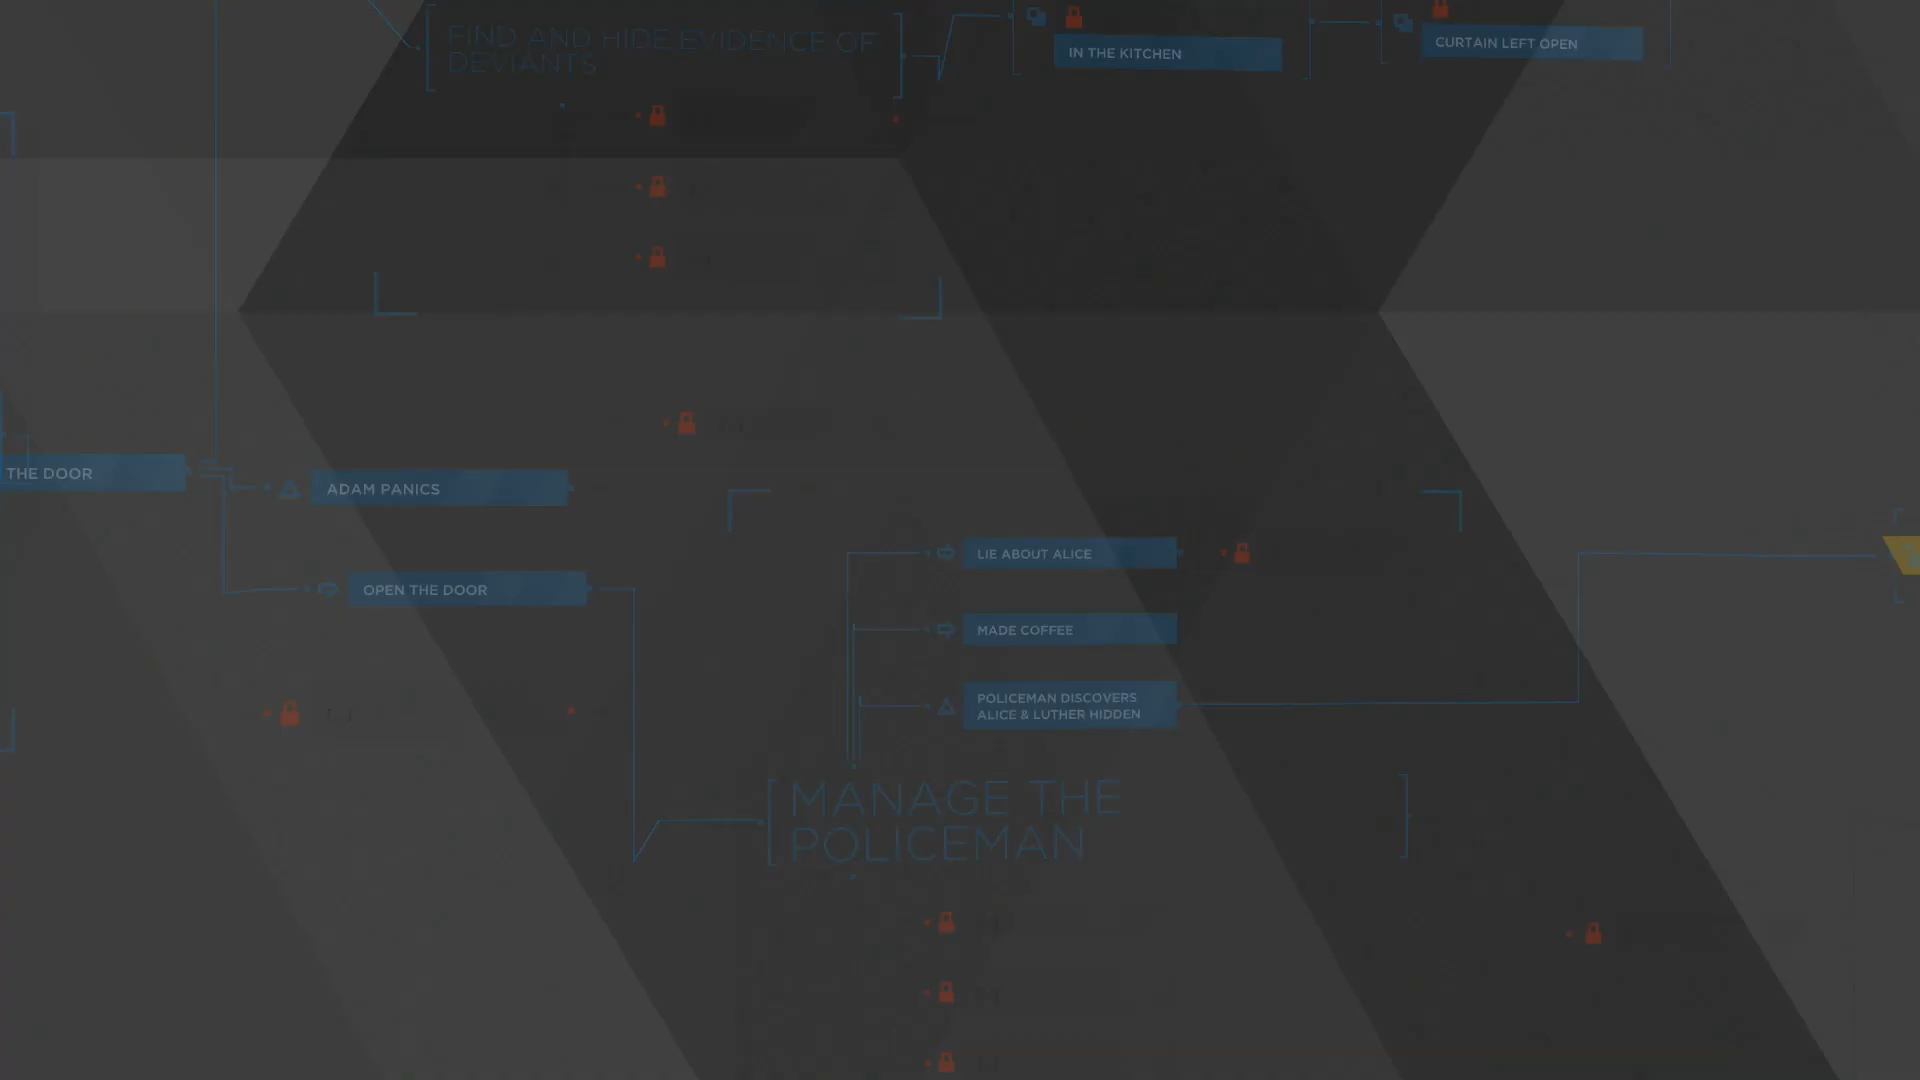 FIND AND HIDE EVIDENCE OF
DEVIANTS
IN THE KITCHEN
CURTAIN LEFT OPEN
THE DOOR
ADAM PANICS
OPEN THE DOOR
LIE ABOUT ALICE
MADE COFFEE
POLICEMAN DISCOVERS
ALICE & LUTHER HIDDEN
MANAGE THE
POLICEMAN